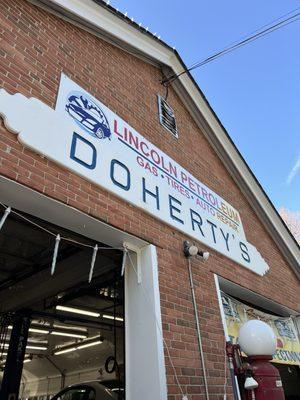 LINCOLN PETROLEUM
GAS • TIRES • AUTO REPAIR
DOHERTY'S